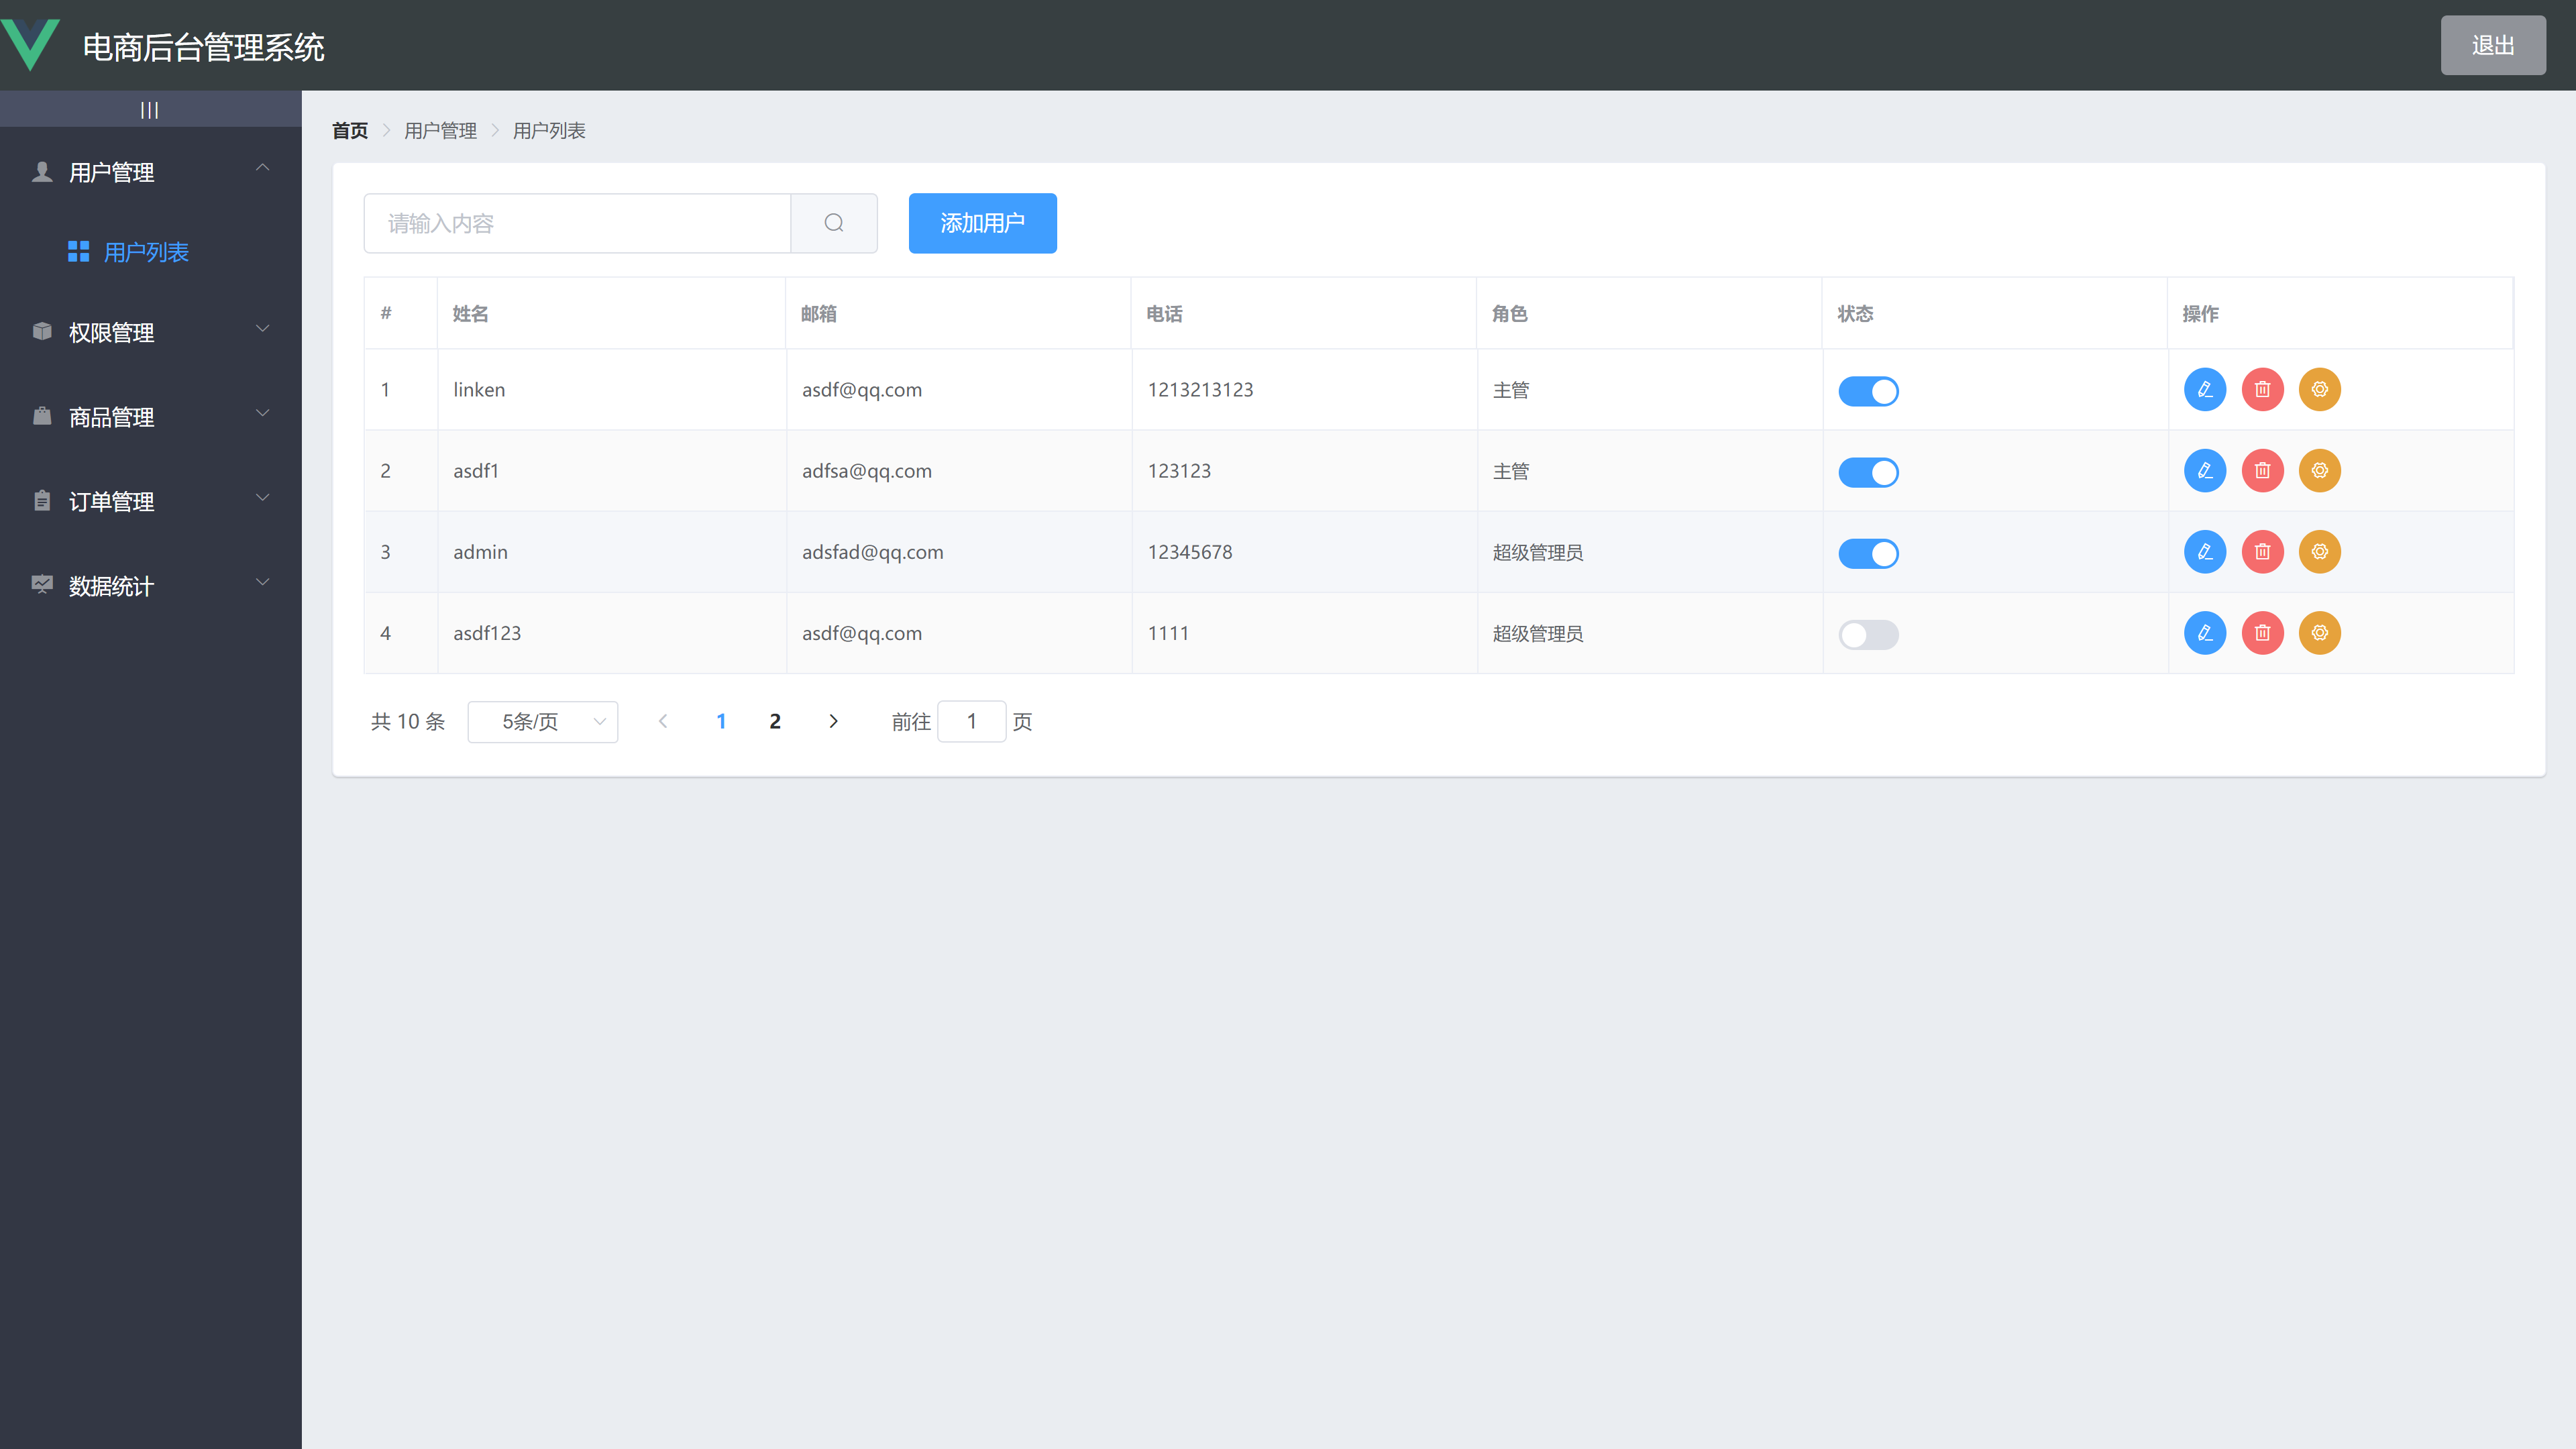 电商后台管理系统
退出
|||
用户管理
用户列表
权限管理
商品管理
订单管理
数据统计
首页 > 用户管理 > 用户列表
请输入内容
添加用户
# 姓名 邮箱 电话 角色 状态 操作
1 linken asdf@qq.com 1213213123 主管
2 asdf1 adfsa@qq.com 123123 主管
3 admin adsfad@qq.com 12345678 超级管理员
4 asdf123 asdf@qq.com 1111 超级管理员
共 10 条 5条/页 1 2 前往 1 页